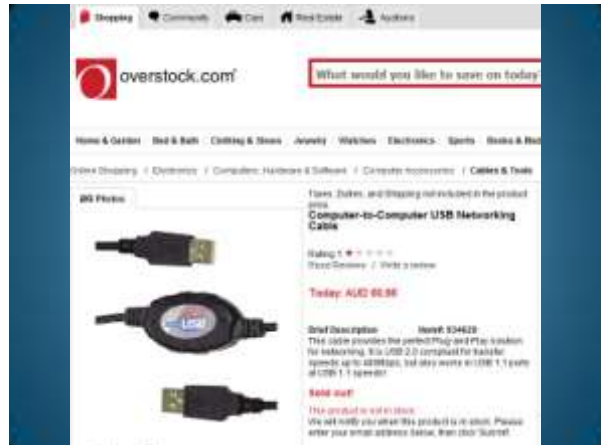 Shopping Community Cars Real Estate Auctions
overstock.com
What would you like to save on today?
Home & Garden Bed & Bath Clothing & Shoes Jewelry Watches Electronics Sports Books &
Online Shopping / Electronics / Computers, Hardware & Software / Computer Accessories / Cables & Tools
Photos
Taxes, Duties, and Shipping not included in the product
price.
Computer-to-Computer USB Networking
Cable
Rating 1
Read Reviews / Write a review
Today: AUD
Brief Description Item#
This cable provides the perfect Plug-and-Play solution
for networking. It is USB 2.0 compliant for transfer
speeds up to 480Mbps, but also works in USB 1.1 ports
at USB 1.1 speeds!
Sold out!
This product is not in stock.
We will notify you when this product is in stock. Please
enter your email address below, then click 'Submit'.